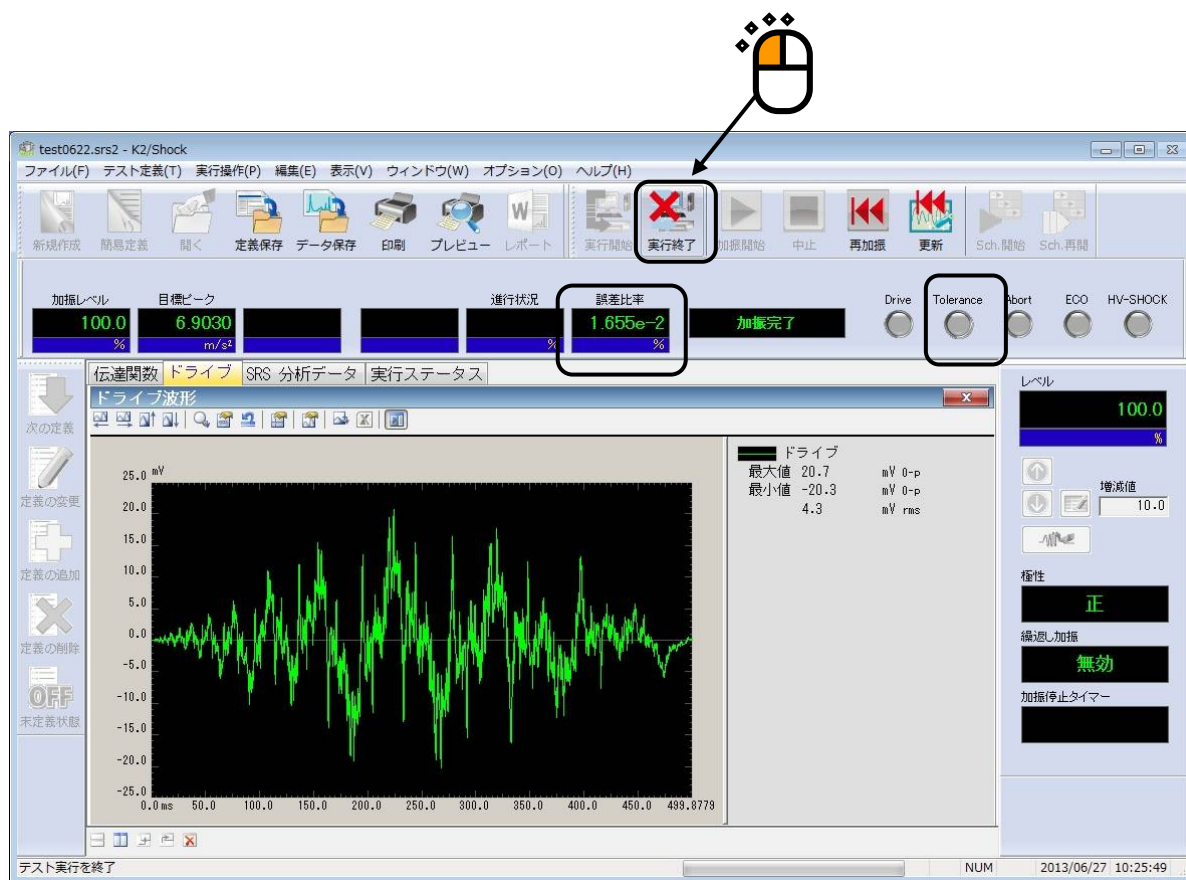 test0622.srs2 - K2/Shock
ファイル(F) テスト定義(T) 実行操作(P) 編集(E) 表示(V) ウィンドウ(W) オプション(O) ヘルプ(H)
新規作成 簡易定義 開く 定義保存 データ保存 印刷 プレビュー レポート 実行開始 実行終了 加振開始 中止 再加振 更新 Sch.開始 Sch.再開
加振レベル 目標ピーク 進行状況 誤差比率 Drive Tolerance Abort ECO HV-SHOCK
100.0 6.9030 1.655e-2 加振完了
% m/s² % %
伝達関数 ドライブ SRS 分析データ 実行ステータス
ドライブ波形
次の定義
定義の変更
定義の追加
定義の削除
OFF
未定義状態
25.0 mV
20.0
15.0
10.0
5.0
0.0
-5.0
-10.0
-15.0
-20.0
-25.0
0.0 ms 50.0 100.0 150.0 200.0 250.0 300.0 350.0 400.0 450.0 499.8779
ドライブ
最大値 20.7 mV 0-p
最小値 -20.3 mV 0-p
4.3 mV rms
レベル
100.0
%
増減値
10.0
極性
正
繰返し加振
無効
加振停止タイマー
テスト実行を終了 NUM 2013/06/27 10:25:49